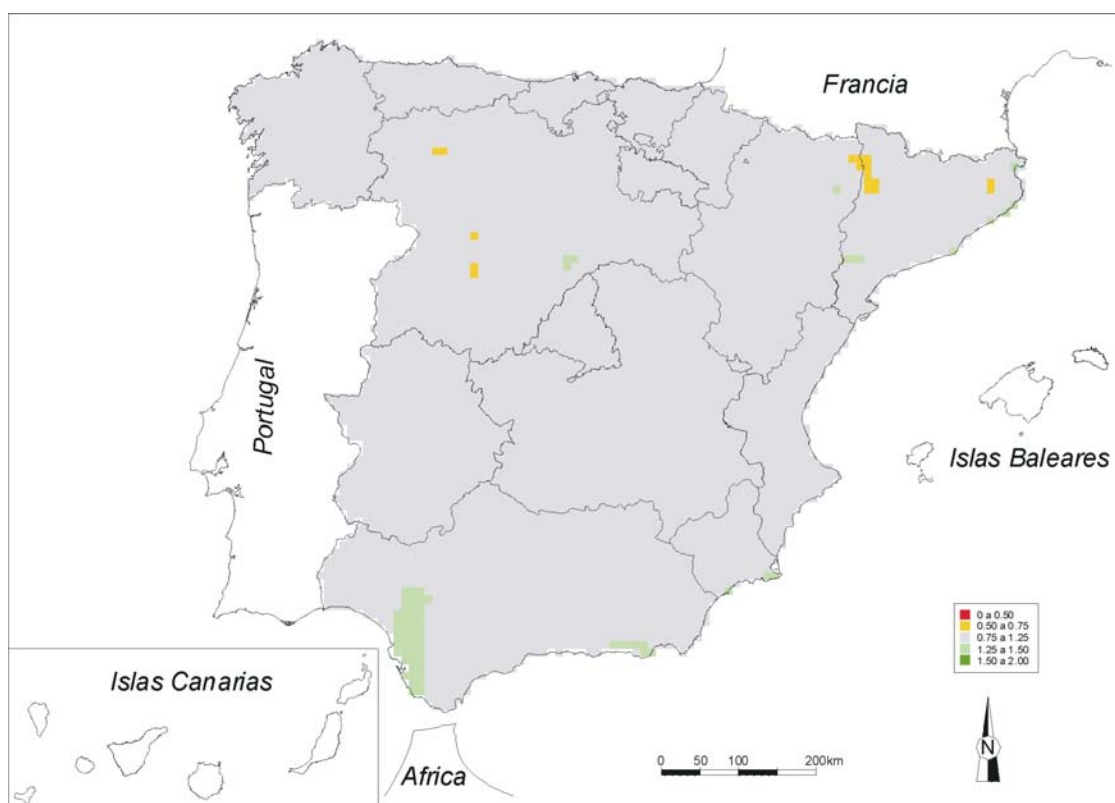 Francia
Portugal
Islas Baleares
0 a 0.50
0.50 a 0.75
0.75 a 1.25
1.25 a 1.50
1.50 a 2.00
Islas Canarias
Africa
0 50 100 200km
N